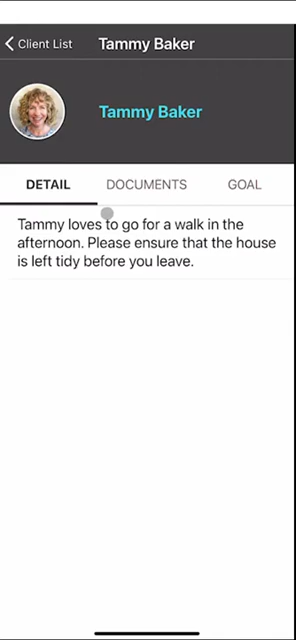 Client List Tammy Baker
Tammy Baker
DETAIL DOCUMENTS GOAL
Tammy loves to go for a walk in the
afternoon. Please ensure that the house
is left tidy before you leave.